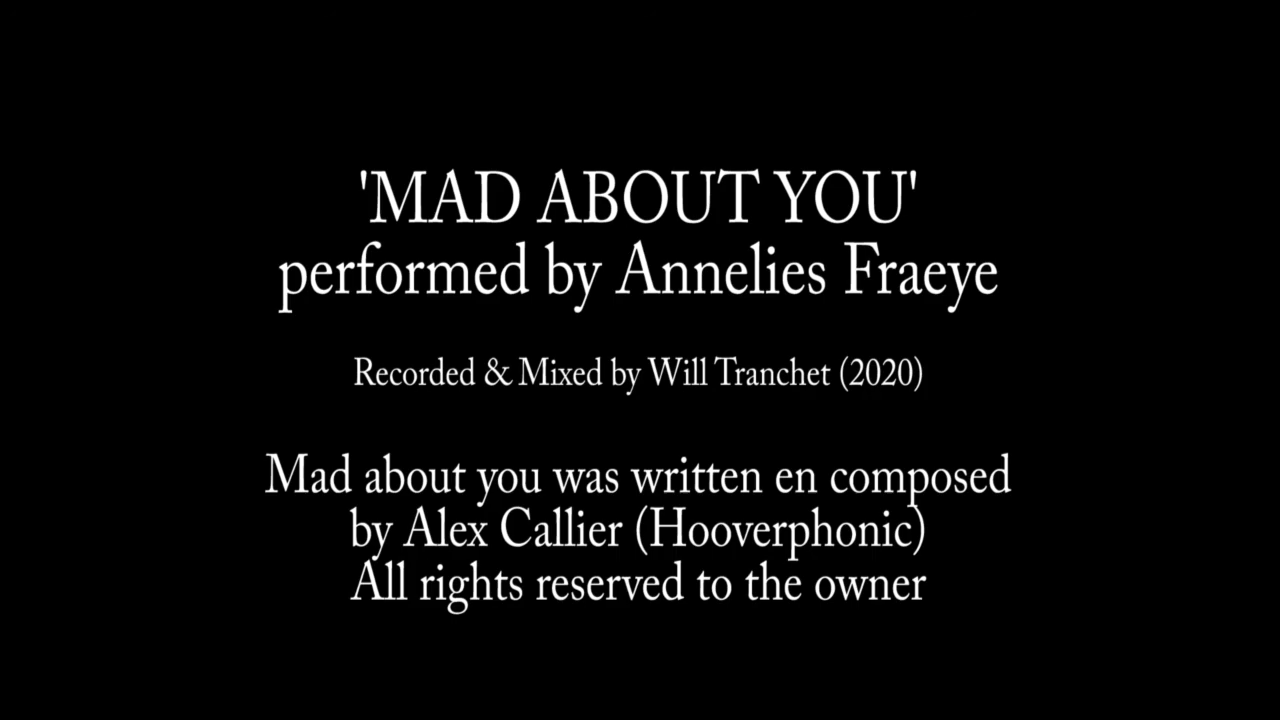 'MAD ABOUT YOU'
performed by Annelies Fraeye
Recorded & Mixed by Will Tranchet (2020)
Mad about you was written en composed
by Alex Callier (Hooverphonic)
All rights reserved to the owner